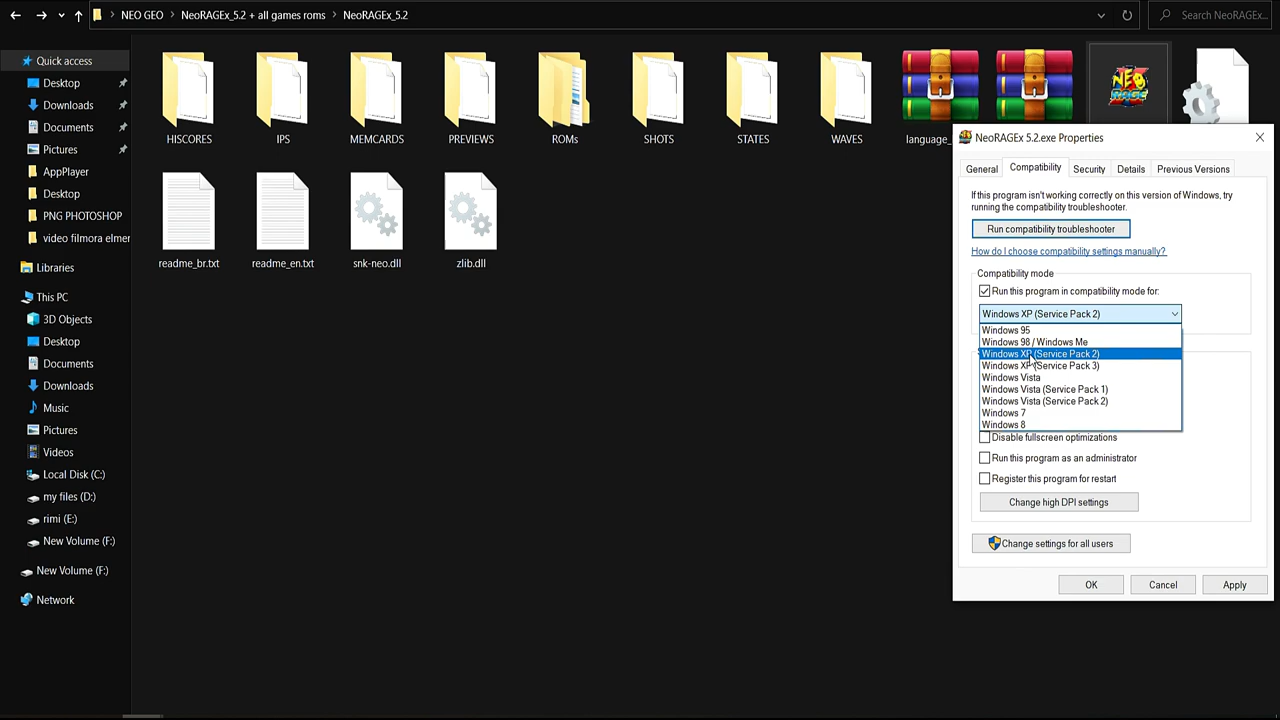 NEO GEO > NeoRAGEx_5.2 + all games roms > NeoRAGEx_5.2
Search NeoRAGEx...
Quick access
Desktop
Downloads
Documents
Pictures
AppPlayer
Desktop
PNG PHOTOSHOP
video filmora elmer
Libraries
This PC
3D Objects
Desktop
Documents
Downloads
Music
Pictures
Videos
Local Disk (C:)
my files (D:)
rimi (E:)
New Volume (F:)
New Volume (F:)
Network
HISCORES
IPS
MEMCARDS
PREVIEWS
ROMs
SHOTS
STATES
WAVES
language_
NEO
RAGE
readme_br.txt
readme_en.txt
snk-neo.dll
zlib.dll
NeoRAGEx 5.2.exe Properties
General
Compatibility
Security
Details
Previous Versions
If this program isn't working correctly on this version of Windows, try
running the compatibility troubleshooter.
Run compatibility troubleshooter
How do I choose compatibility settings manually?
Compatibility mode
Run this program in compatibility mode for:
Windows XP (Service Pack 2)
Windows 95
Windows 98 / Windows Me
Windows XP (Service Pack 2)
Windows XP (Service Pack 3)
Windows Vista
Windows Vista (Service Pack 1)
Windows Vista (Service Pack 2)
Windows 7
Windows 8
Disable fullscreen optimizations
Run this program as an administrator
Register this program for restart
Change high DPI settings
Change settings for all users
OK
Cancel
Apply